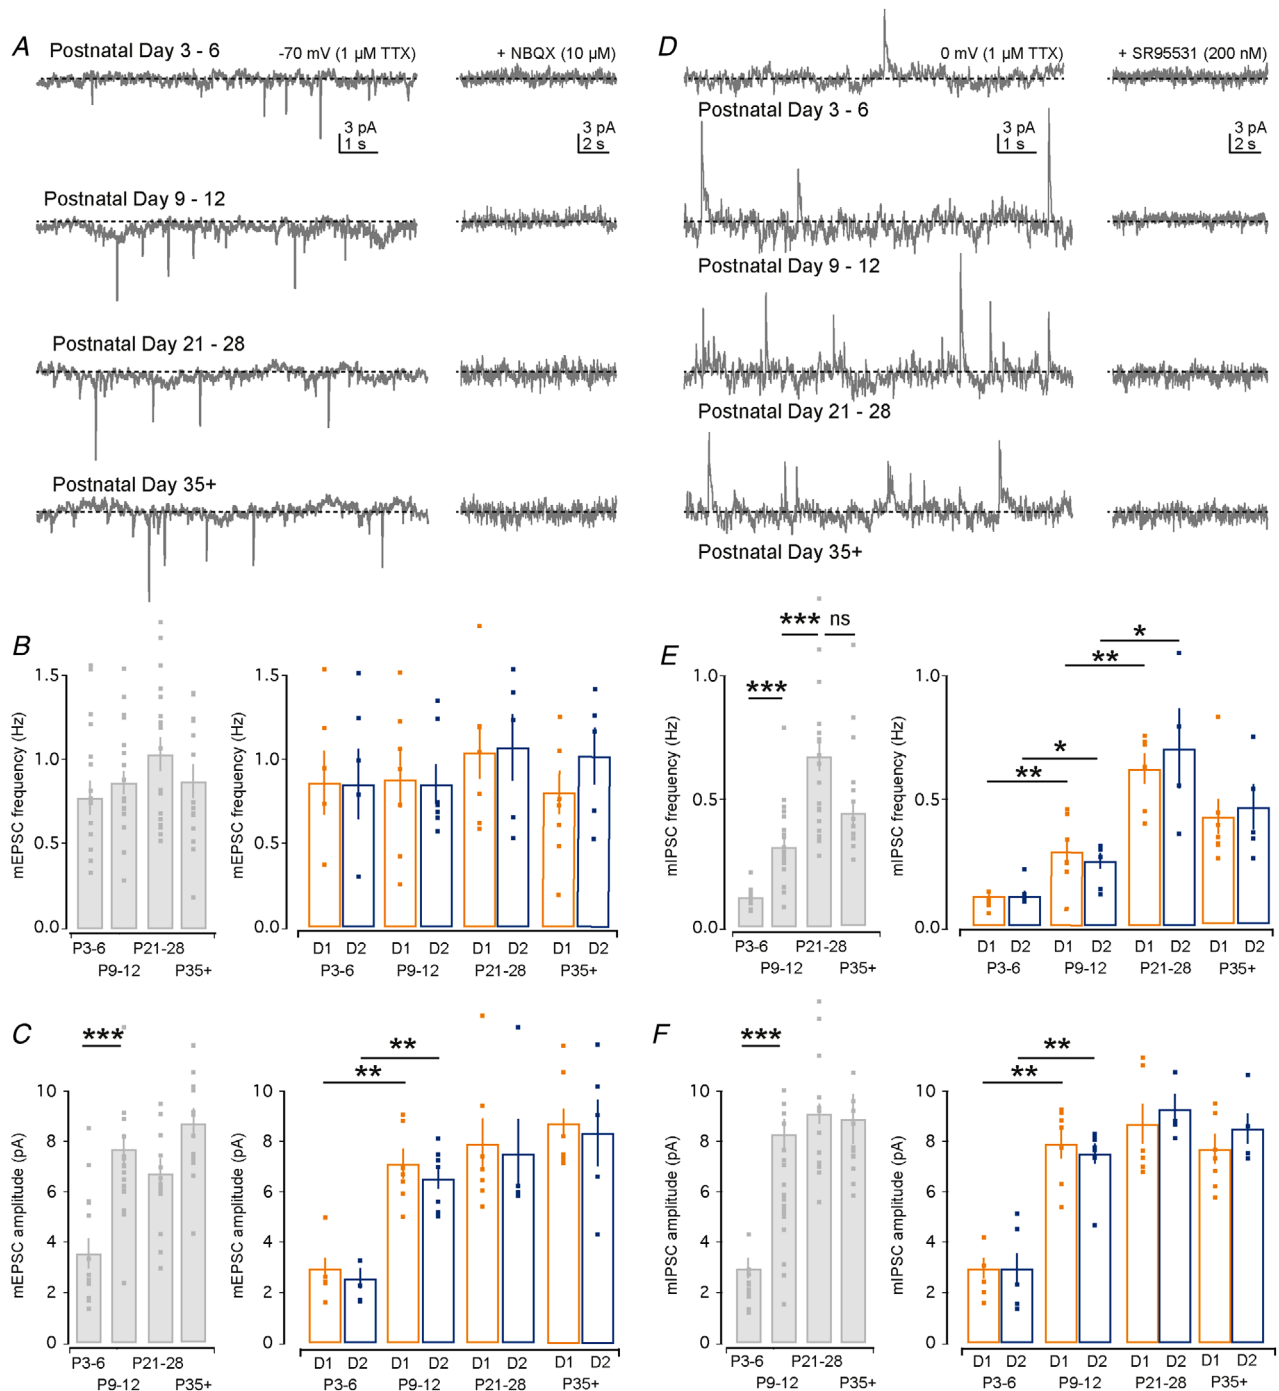 A
Postnatal Day 3 - 6
-70 mV (1 µM TTX)
+ NBQX (10 µM)
3 pA
1 s
3 pA
2 s
Postnatal Day 9 - 12
Postnatal Day 21 - 28
Postnatal Day 35+
D
0 mV (1 µM TTX)
+ SR95531 (200 nM)
Postnatal Day 3 - 6
3 pA
1 s
3 pA
2 s
Postnatal Day 9 - 12
Postnatal Day 21 - 28
Postnatal Day 35+
B
mEPSC frequency (Hz)
1.5
1.0
0.5
0.0
P3-6
P9-12
P21-28
P35+
mEPSC frequency (Hz)
1.5
1.0
0.5
0.0
D1 D2 D1 D2 D1 D2 D1 D2
P3-6 P9-12 P21-28 P35+
E
mIPSC frequency (Hz)
1.0
0.5
0.0
***
***
ns
P3-6
P9-12
P21-28
P35+
mIPSC frequency (Hz)
1.0
0.5
0.0
**
*
**
*
D1 D2 D1 D2 D1 D2 D1 D2
P3-6 P9-12 P21-28 P35+
C
mEPSC amplitude (pA)
10
8
6
4
2
0
***
P3-6
P9-12
P21-28
P35+
mEPSC amplitude (pA)
10
8
6
4
2
0
**
**
D1 D2 D1 D2 D1 D2 D1 D2
P3-6 P9-12 P21-28 P35+
F
mIPSC amplitude (pA)
10
8
6
4
2
0
***
P3-6
P9-12
P21-28
P35+
mIPSC amplitude (pA)
10
8
6
4
2
0
**
**
D1 D2 D1 D2 D1 D2 D1 D2
P3-6 P9-12 P21-28 P35+